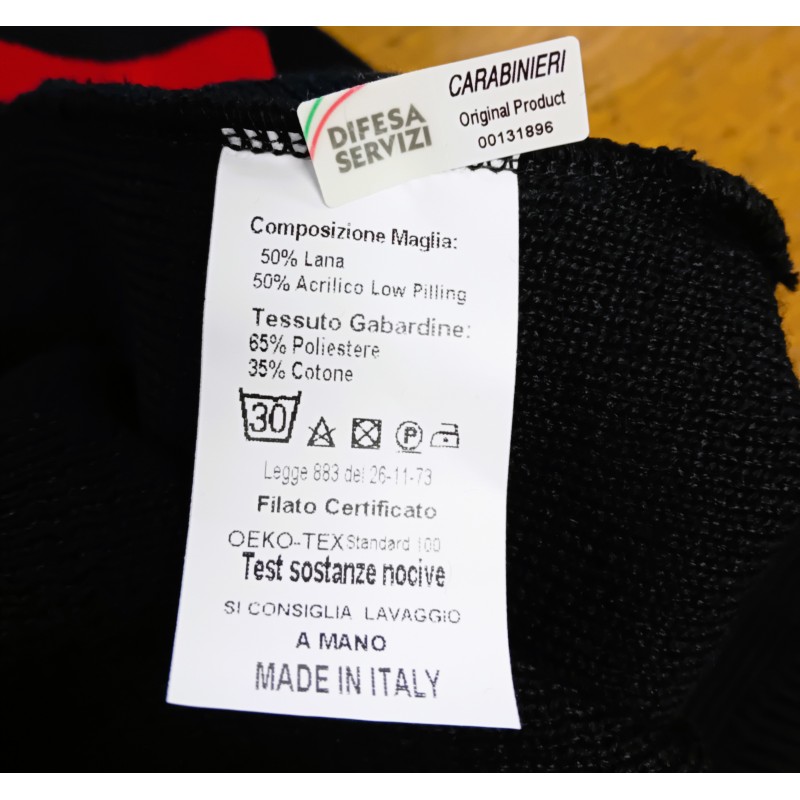 CARABINIERI
Original Product
00131896
DIFESA
SERVIZI
Composizione Maglia:
50% Lana
50% Acrilico Low Pilling
Tessuto Gabardine:
65% Poliestere
35% Cotone
30
P
Legge 883 del 26-11-73
Filato Certificato
OEKO-TEX Standard 100
Test sostanze nocive
SI CONSIGLIA LAVAGGIO
A MANO
MADE IN ITALY